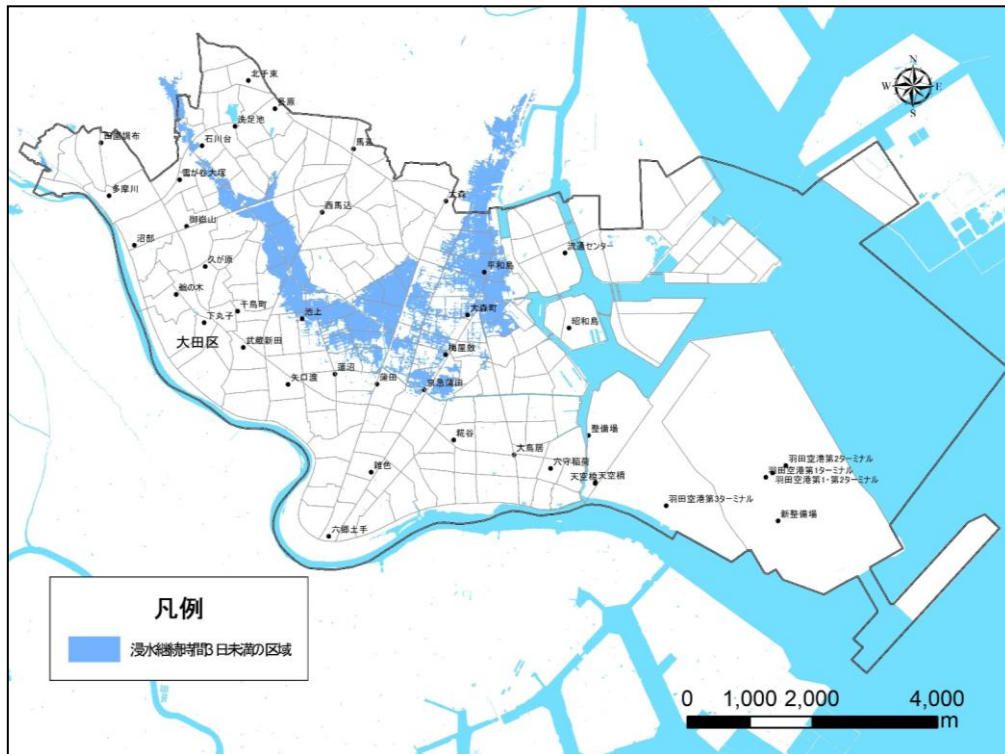 N
W
E
S
北千束
長原
洗足池
田園調布
石川台
馬込
雪が谷大塚
多摩川
大森
西馬込
御嶽山
沼部
流通センター
久が原
平和島
鵜の木
千鳥町
大森町
池上
下丸子
昭和島
大田区
武蔵新田
梅屋敷
蓮沼
矢口渡
蒲田
京急蒲田
糀谷
整備場
大鳥居
雑色
穴守稲荷
羽田空港第2ターミナル
羽田空港第1ターミナル
天空橋
天空橋
羽田空港第1・第2ターミナル
羽田空港第3ターミナル
新整備場
六郷土手
凡例
浸水継続時間3日未満の区域
0 1,000 2,000 4,000
m